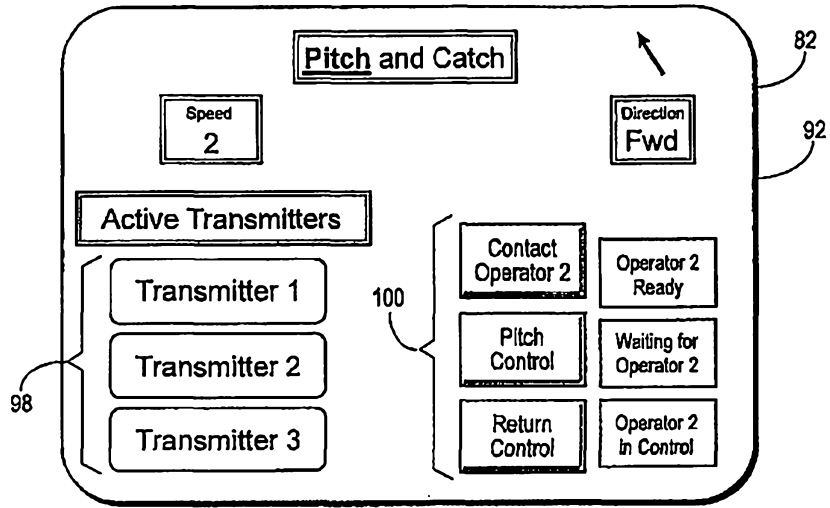 Pitch and Catch
82
Speed
2
Direction
Fwd
92
Active Transmitters
Transmitter 1
Transmitter 2
Transmitter 3
98
100
Contact
Operator 2
Operator 2
Ready
Pitch
Control
Waiting for
Operator 2
Return
Control
Operator 2
In Control